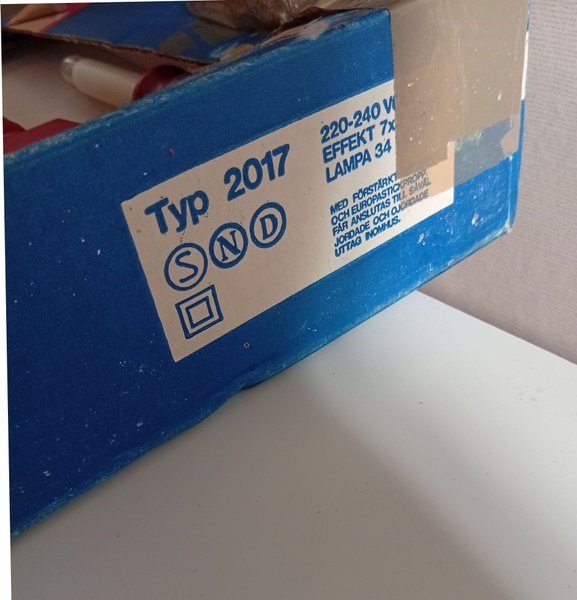 Typ 2017
S N D
220-240
EFFEKT 7x
LAMPA 34
MED FÖRSTÄRKT
OCH EUROPASTICKPROPP.
FÅR ANSLUTAS TILL SÅVÄL
JORDADE OCH OJORDADE
UTTAG INOMHUS.